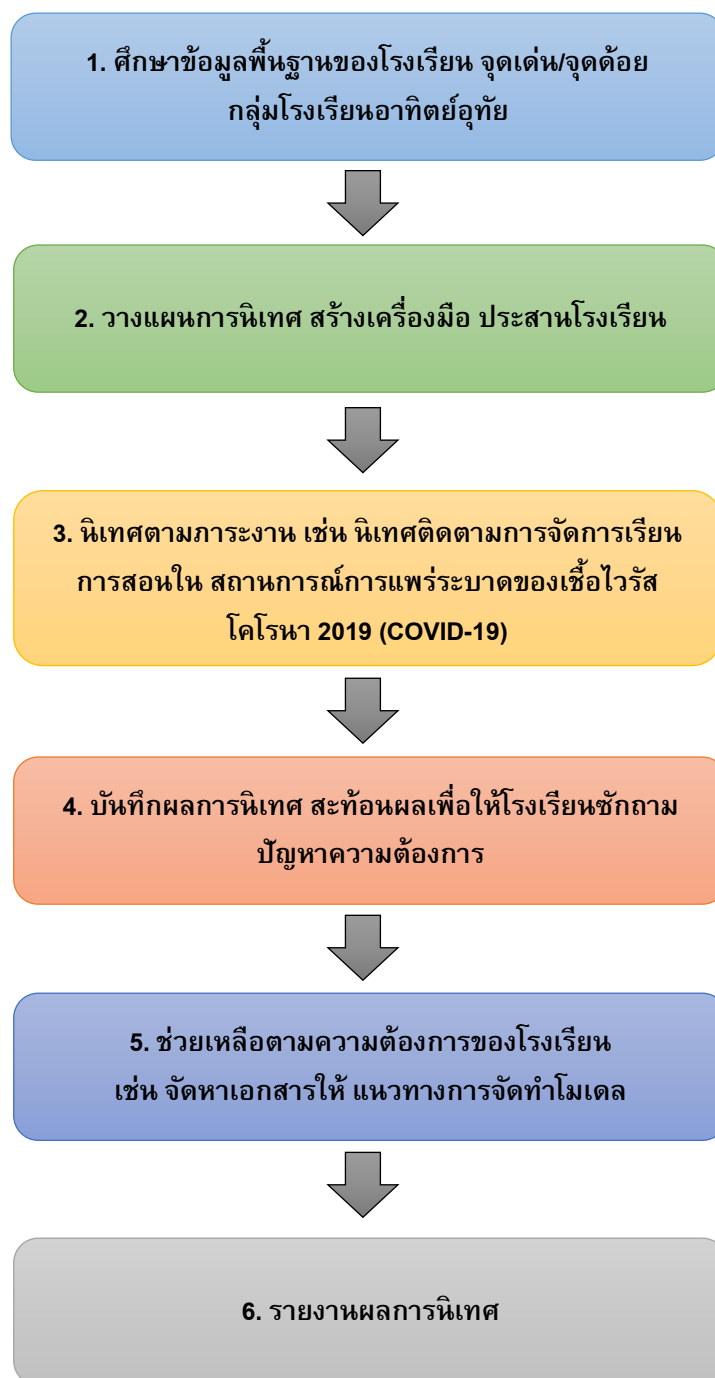 1. ศึกษาข้อมูลพื้นฐานของโรงเรียน จุดเด่น/จุดด้อย
กลุ่มโรงเรียนอาทิตย์อุทัย
2. วางแผนการนิเทศ สร้างเครื่องมือ ประสานโรงเรียน
3. นิเทศตามภาระงาน เช่น นิเทศติดตามการจัดการเรียน
การสอนใน สถานการณ์การแพร่ระบาดของเชื้อไวรัส
โคโรนา 2019 (COVID-19)
4. บันทึกผลการนิเทศ สะท้อนผลเพื่อให้โรงเรียนซักถาม
ปัญหาความต้องการ
5. ช่วยเหลือตามความต้องการของโรงเรียน
เช่น จัดหาเอกสารให้ แนวทางการจัดทำโมเดล
6. รายงานผลการนิเทศ